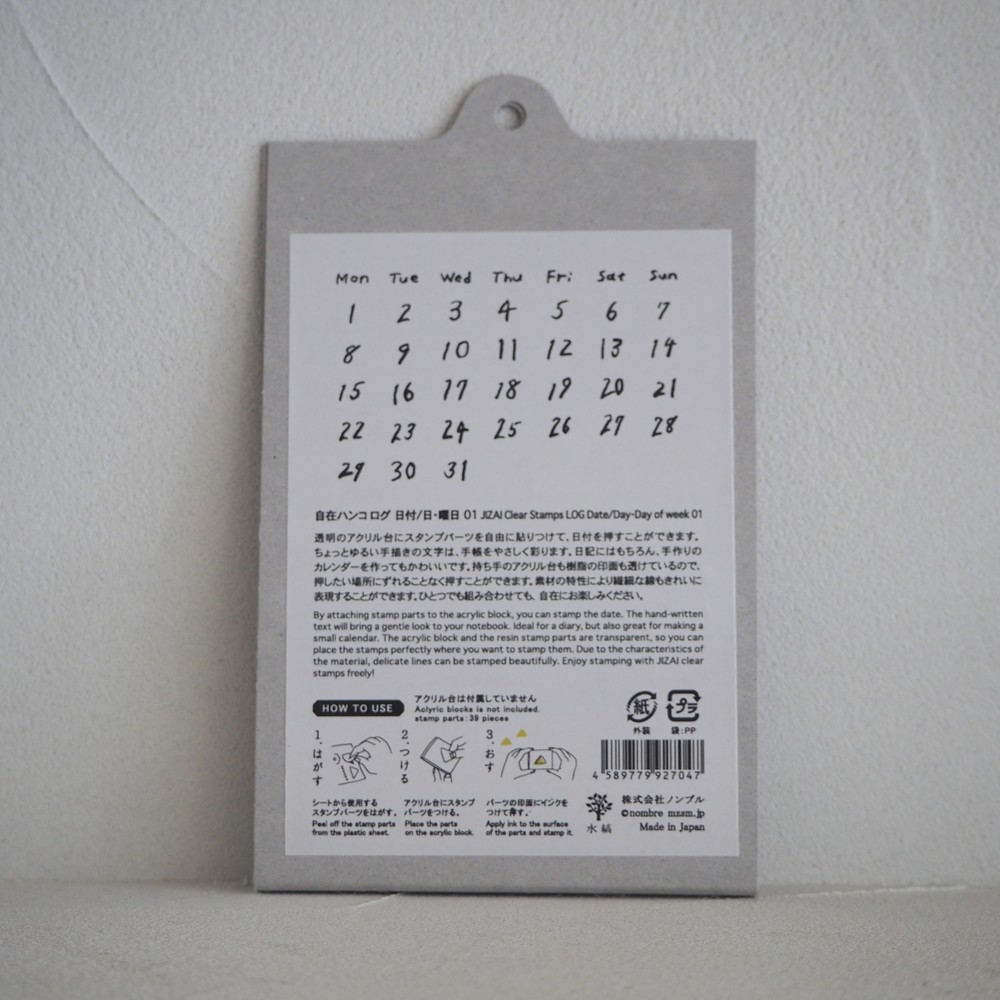 Mon Tue Wed Thu Fri Sat Sun
1 2 3 4 5 6 7
8 9 10 11 12 13 14
15 16 17 18 19 20 21
22 23 24 25 26 27 28
29 30 31
自在ハンコログ 日付/日・曜日 01 JIZAI Clear Stamps LOG Date/Day-Day of week 01
透明のアクリル台にスタンプパーツを自由に貼りつけて、日付を押すことができます。
ちょっとゆるい手描きの文字は、手帳をやさしく彩ります。日記にはもちろん、手作りの
カレンダーを作ってもかわいいです。持ち手のアクリル台も樹脂の印面も透けているので、
押したい場所にずれることなく押すことができます。素材の特性により繊細な線もきれいに
表現することができます。ひとつでも組み合わせても、自在にお楽しみください。
By attaching stamp parts to the acrylic block, you can stamp the date. The hand-written
text will bring a gentle look to your notebook. Ideal for a diary, but also great for making a
small calendar. The acrylic block and the resin stamp parts are transparent, so you can
place the stamps perfectly where you want to stamp them. Due to the characteristics of
the material, delicate lines can be stamped beautifully. Enjoy stamping with JIZAI clear
stamps freely!
HOW TO USE
アクリル台は付属していません
Aclyric blocks is not included.
stamp parts: 39 pieces
1.はがす
シートから使用する
スタンプパーツをはがす。
Peel off the stamp parts
from the plastic sheet.
2.つける
アクリル台にスタンプ
パーツをつける。
Place the parts
on the acrylic block.
3.おす
パーツの印面にインクを
つけて押す。
Apply ink to the surface
of the parts and stamp it.
紙 プラ
外装 袋:PP
4 589779 927047
水縞
株式会社ノンブル
©nombre mzsm.jp
Made in Japan